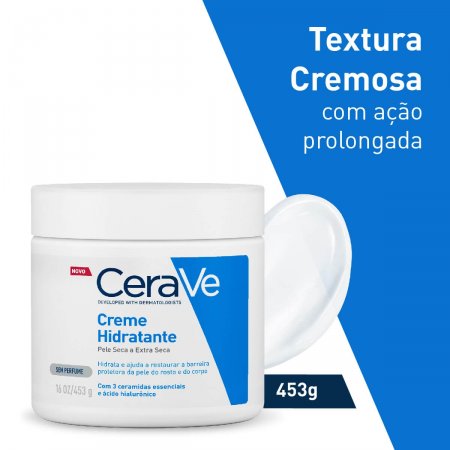 Textura
Cremosa
com ação
prolongada
NOVO
CeraVe
DEVELOPED WITH DERMATOLOGISTS
Creme
Hidratante
Pele Seca a Extra Seca
Hidrata e ajuda a restaurar a barreira
protetora da pele do rosto e do corpo
SEM PERFUME
Com 3 ceramidas essenciais
e ácido hialurônico
16 OZ/453 g
453g